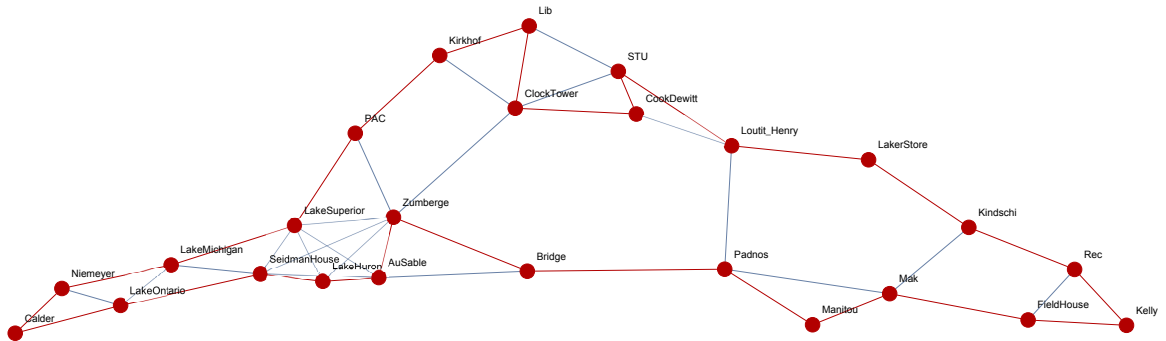 Lib
Kirkhof
STU
ClockTower
CookDewitt
PAC
Loutit_Henry
LakerStore
Zumberge
LakeSuperior
Kindschi
LakeMichigan
SeidmanHouse
LakeHuron
AuSable
Bridge
Padnos
Rec
Niemeyer
LakeOntario
Mak
Calder
Manitou
FieldHouse
Kelly